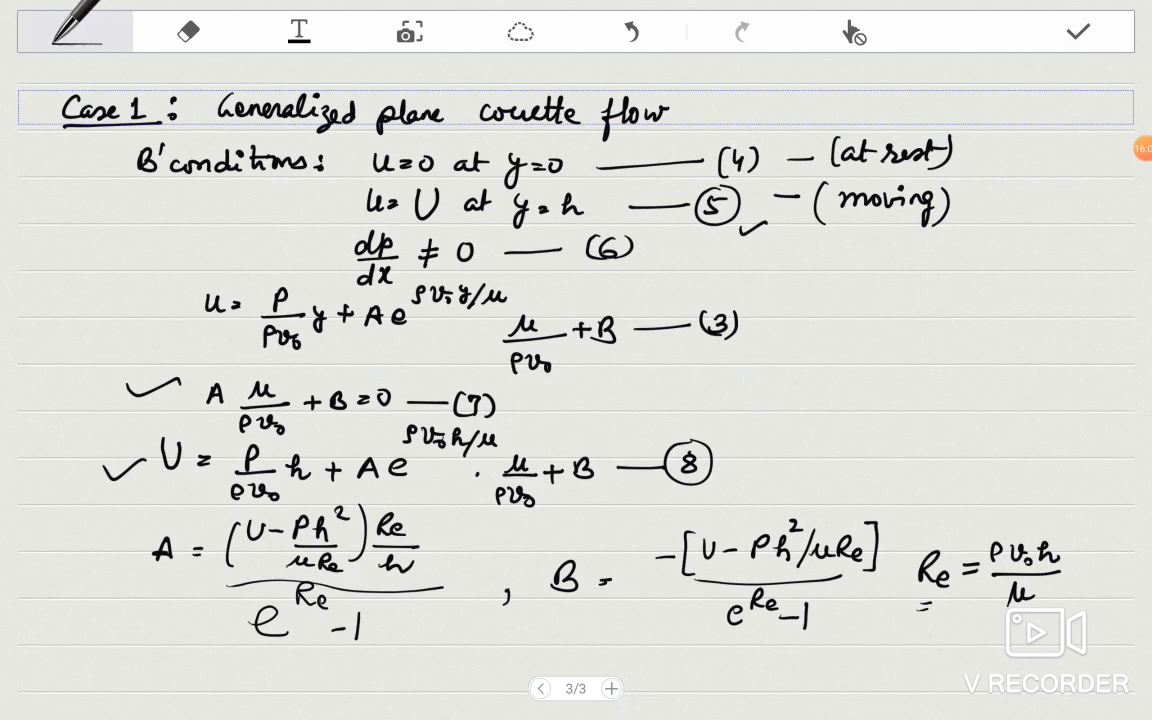 T
Case 1 : Generalized plane couette flow
B'conditions: u=0 at y=0 —— (4) — (at rest)
u= U at y=h —— (5) — (moving)
dp/dx ≠ 0 —— (6)
u= P/ρv₀ y + A e^(ρv₀y/μ) μ/ρv₀ + B —— (3)
A μ/ρv₀ + B = 0 —— (7)
U = P/ρv₀ h + A e^(ρv₀h/μ) . μ/ρv₀ + B —— (8)
A = (U - Ph²/μRe) Re/h / e^Re -1 , B = -[U - Ph²/μRe] / e^Re -1 Re = ρv₀h/μ
16:0
3/3
V RECORDER